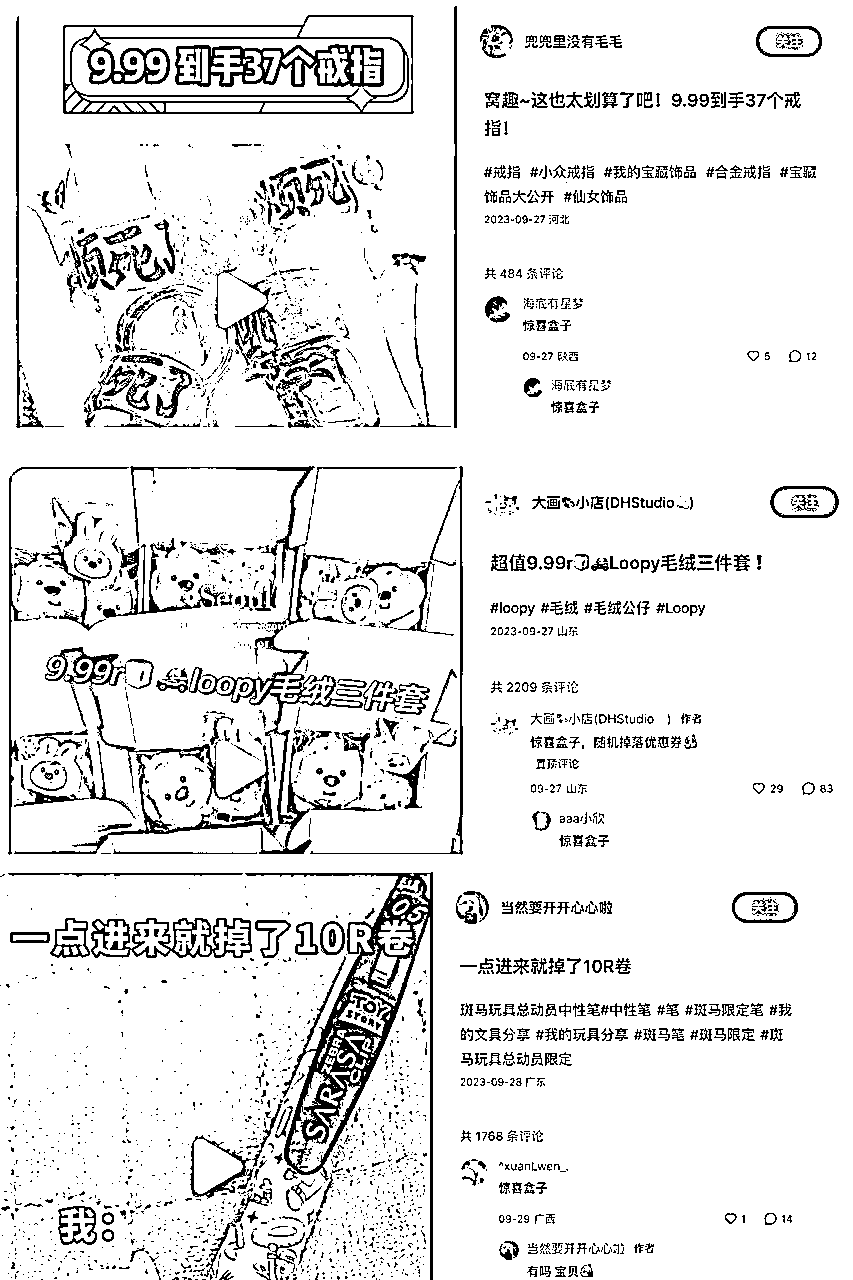 9.99 到手37个戒指
兜兜里没有毛毛
关注
窝趣~这也太划算了吧！9.99到手37个戒
指！
#戒指 #小众戒指 #我的宝藏饰品 #合金戒指 #宝藏
饰品大公开 #仙女饰品
2023-09-27 河北
共 484 条评论
海底有星梦
惊喜盒子
09-27 陕西
5
12
海底有星梦
惊喜盒子
大画小店(DHStudio
关注
超值9.99r Loopy毛绒三件套！
#loopy #毛绒 #毛绒公仔 #Loopy
2023-09-27 山东
9.99r loopy毛绒三件套
共 2209 条评论
大画小店(DHStudio ) 作者
惊喜盒子，随机掉落优惠券
置顶评论
09-27 山东
29
83
aaa小欣
惊喜盒子
一点进来就掉了10R卷
05
TOY
STORY
ZEBRA
SARASA
CLIP
我：
当然要开开心心啦
关注
一点进来就掉了10R卷
斑马玩具总动员中性笔#中性笔 #笔 #斑马限定笔 #我
的文具分享 #我的玩具分享 #斑马笔 #斑马限定 #斑
马玩具总动员限定
2023-09-28 广东
共 1768 条评论
^xuanLwen_.
惊喜盒子
09-29 广西
1
14
当然要开开心心啦 作者
有吗 宝贝